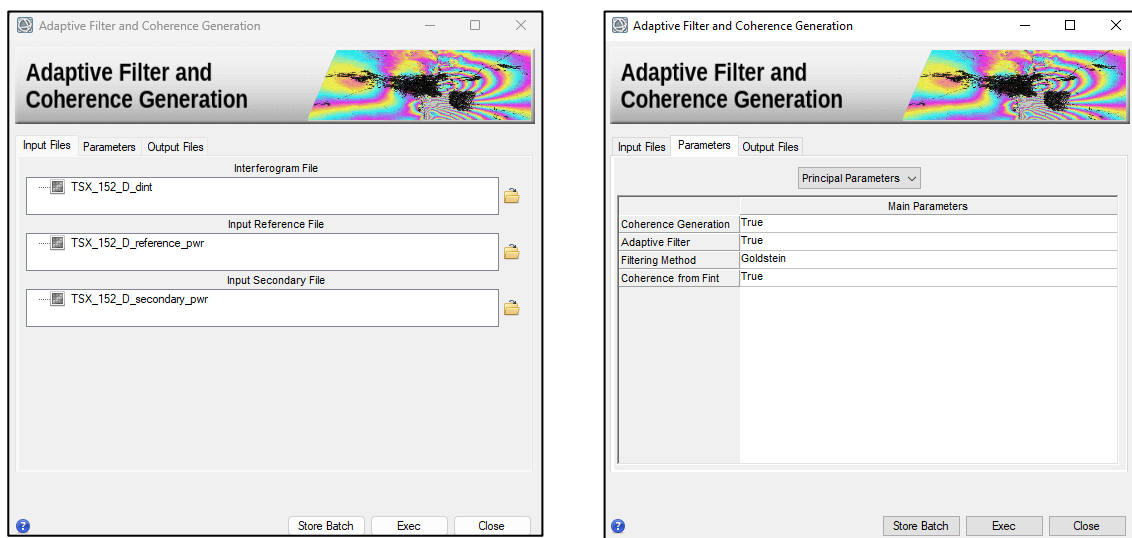 Adaptive Filter and Coherence Generation
Adaptive Filter and
Coherence Generation
Input Files Parameters Output Files
Interferogram File
TSX_152_D_dint
Input Reference File
TSX_152_D_reference_pwr
Input Secondary File
TSX_152_D_secondary_pwr
? Store Batch Exec Close
Adaptive Filter and Coherence Generation
Adaptive Filter and
Coherence Generation
Input Files Parameters Output Files
Principal Parameters
Main Parameters
Coherence Generation True
Adaptive Filter True
Filtering Method Goldstein
Coherence from Fint True
? Store Batch Exec Close